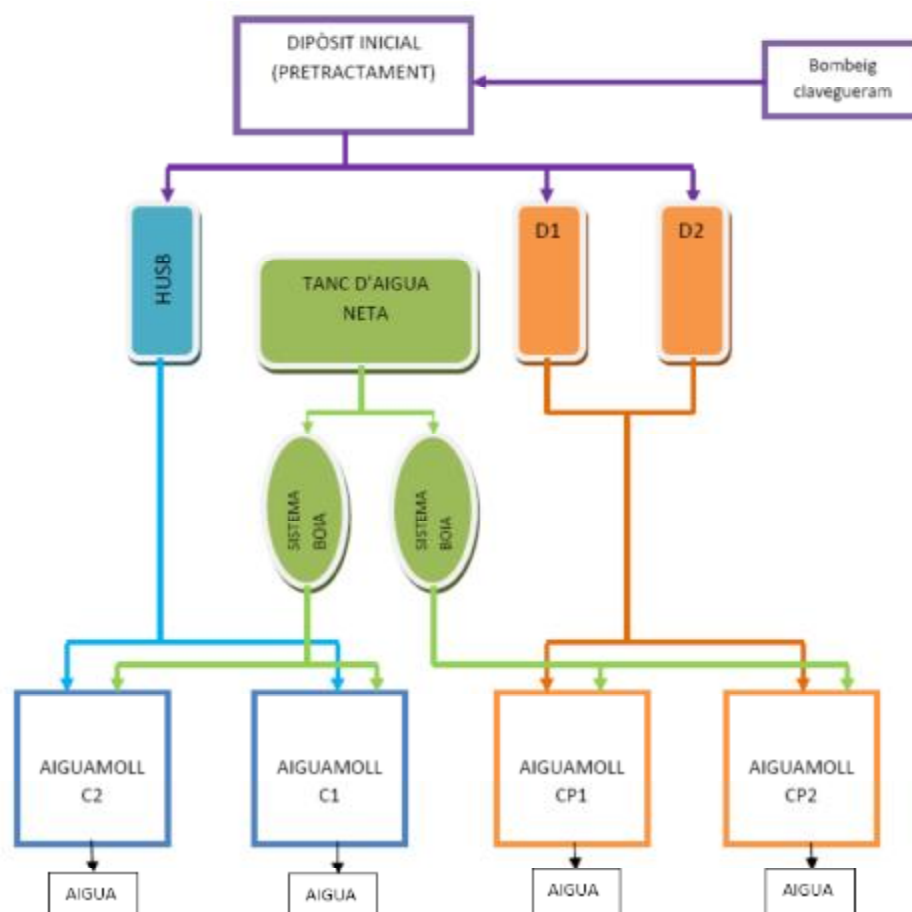 DIPÒSIT INICIAL
(PRETRACTAMENT)
Bombeig
clavegueram
HUSB
TANC D'AIGUA
NETA
D1
D2
SISTEMA
BOIA
SISTEMA
BOIA
AIGUAMOLL
C2
AIGUAMOLL
C1
AIGUAMOLL
CP1
AIGUAMOLL
CP2
AIGUA
AIGUA
AIGUA
AIGUA